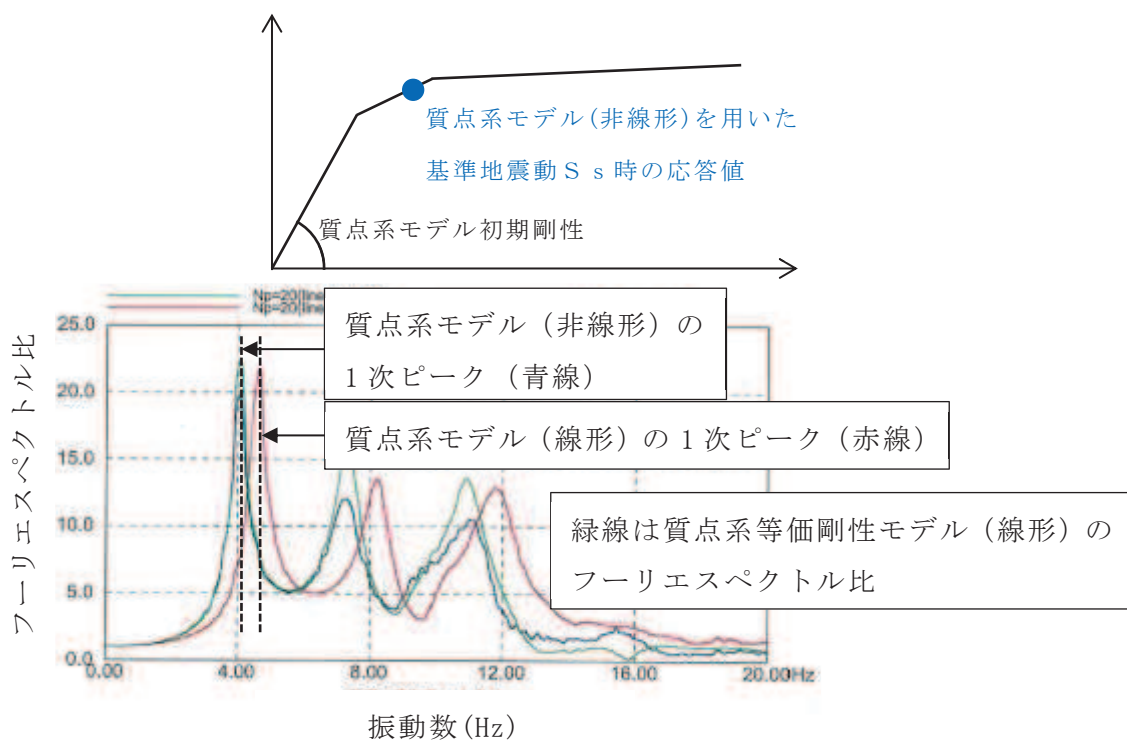 質点系モデル(非線形)を用いた
基準地震動Ｓｓ時の応答値
質点系モデル初期剛性
Np=20(line
Np=20(line
質点系モデル（非線形）の
1次ピーク（青線）
質点系モデル（線形）の1次ピーク（赤線）
緑線は質点系等価剛性モデル（線形）の
フーリエスペクトル比
フーリエスペクトル比
25.0
20.0
15.0
10.0
5.0
0.0
0.00 4.00 8.00 12.00 16.00 20.00Hz
振動数(Hz)